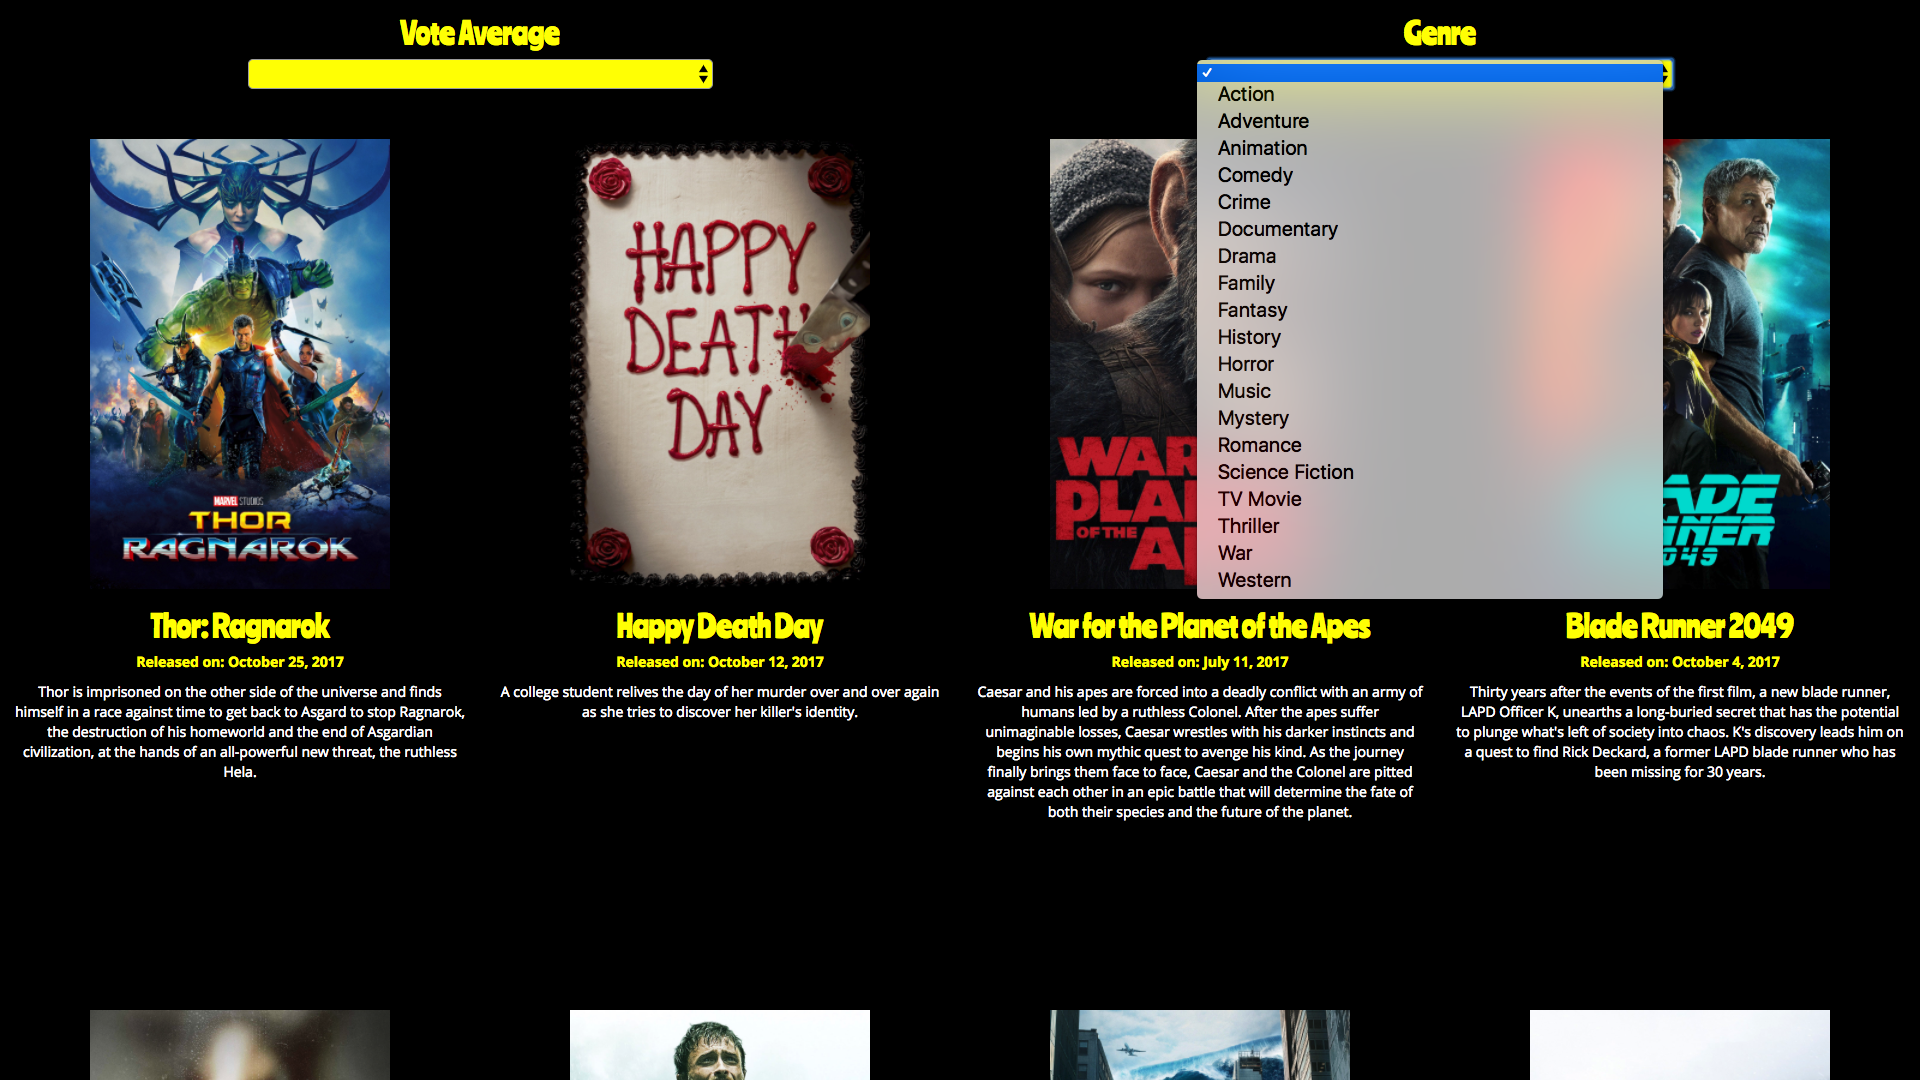 Vote Average
Genre
✓
Action
Adventure
Animation
Comedy
Crime
Documentary
Drama
Family
Fantasy
History
Horror
Music
Mystery
Romance
Science Fiction
TV Movie
Thriller
War
Western
MARVEL STUDIOS
THOR
RAGNAROK
HAPPY
DEATH
DAY
WAR
PLA
OF THE
A
ADE
NNER
2049
Thor: Ragnarok
Released on: October 25, 2017
Thor is imprisoned on the other side of the universe and finds
himself in a race against time to get back to Asgard to stop Ragnarok,
the destruction of his homeworld and the end of Asgardian
civilization, at the hands of an all-powerful new threat, the ruthless
Hela.
Happy Death Day
Released on: October 12, 2017
A college student relives the day of her murder over and over again
as she tries to discover her killer's identity.
War for the Planet of the Apes
Released on: July 11, 2017
Caesar and his apes are forced into a deadly conflict with an army of
humans led by a ruthless Colonel. After the apes suffer
unimaginable losses, Caesar wrestles with his darker instincts and
begins his own mythic quest to avenge his kind. As the journey
finally brings them face to face, Caesar and the Colonel are pitted
against each other in an epic battle that will determine the fate of
both their species and the future of the planet.
Blade Runner 2049
Released on: October 4, 2017
Thirty years after the events of the first film, a new blade runner,
LAPD Officer K, unearths a long-buried secret that has the potential
to plunge what's left of society into chaos. K's discovery leads him on
a quest to find Rick Deckard, a former LAPD blade runner who has
been missing for 30 years.